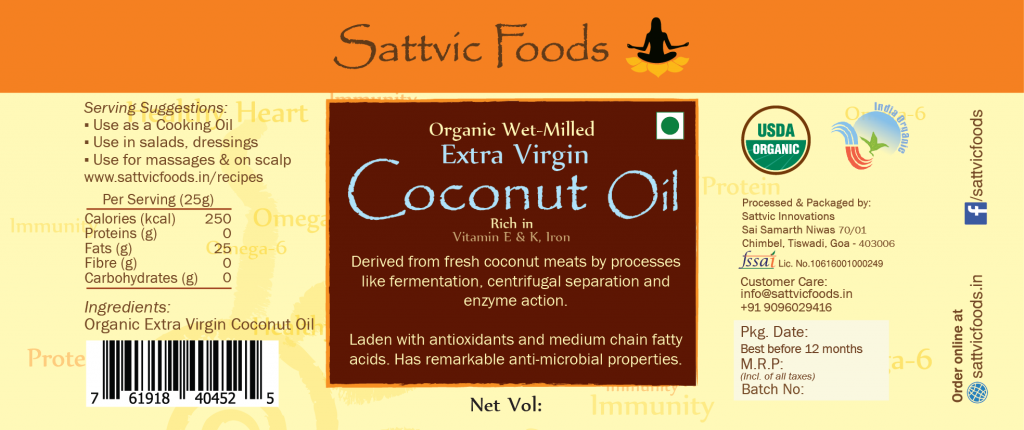 Sattvic Foods
Serving Suggestions:
▪ Use as a Cooking Oil
▪ Use in salads, dressings
▪ Use for massages & on scalp
www.sattvicfoods.in/recipes
Per Serving (25g)
Calories (kcal) 250
Proteins (g) 0
Fats (g) 25
Fibre (g) 0
Carbohydrates (g) 0
Ingredients:
Organic Extra Virgin Coconut Oil
7 61918 40452 5
Healthy Heart
Immunity
Omega
Omega-6
Health
Prote
Immunity
Organic Wet-Milled
Extra Virgin
Coconut Oil
Rich in
Vitamin E & K, Iron
Derived from fresh coconut meats by processes
like fermentation, centrifugal separation and
enzyme action.
Laden with antioxidants and medium chain fatty
acids. Has remarkable anti-microbial properties.
Net Vol:
Immunity
Immunity
Protein
Omega-6
USDA
ORGANIC
India Organic
Processed & Packaged by:
Sattvic Innovations
Sai Samarth Niwas 70/01
Chimbel, Tiswadi, Goa - 403006
fssai Lic. No.10616001000249
Customer Care:
info@sattvicfoods.in
+91 9096029416
Pkg. Date:
Best before 12 months
M.R.P:
(Incl. of all taxes)
Batch No:
ga-6
f/sattvicfoods
Order online at
sattvicfoods.in